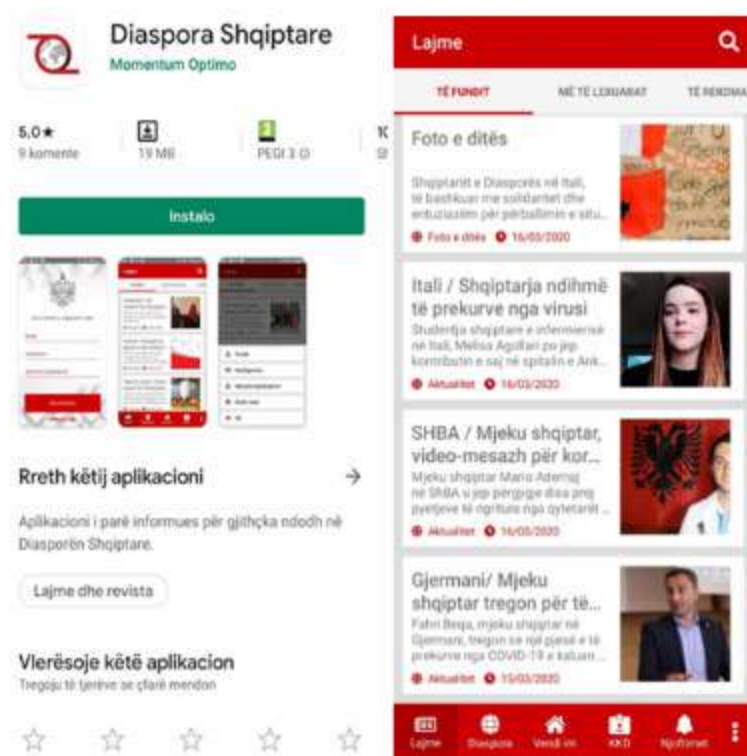 Diaspora Shqiptare
Momentum Optimo
5.0★
9 komente
19 MB
PEGI 3
Instalo
Rreth këtij aplikacioni
Aplikacioni i parë informues për gjithçka ndodh në
Diasporën Shqiptare.
Lajme dhe revista
Vlerësoje këtë aplikacion
Tregoju të tjerëve se çfarë mendon
Lajme
TË FUNDIT
MË TË LEXUARAT
Foto e ditës
Shqiptarët e Diasporës në Itali,
të bashkuar me solidaritet dhe
entuziazëm për përballimin e situ...
Foto e ditës 16/03/2020
Itali / Shqiptarja ndihmë
të prekurve nga virusi
Studentja shqiptare e infermierisë
në Itali, Melisa po jep
kontributin e saj në spitalin e Ank...
Aktualitet 16/03/2020
SHBA / Mjeku shqiptar,
video-mesazh për kor...
Mjeku shqiptar Mario
në SHBA u jep përgjigje disa prej
pyetjeve të ngritura nga qytetarët ...
Aktualitet 16/03/2020
Gjermani/ Mjeku
shqiptar tregon për të...
Fahri Beqa, mjeku shqiptar në
Gjermani, tregon se një pjesë e të
prekurve nga COVID-19 e kaluan ...
Aktualitet 15/03/2020
Lajme
Diaspora
Vendi im
KKD
Njoftimet